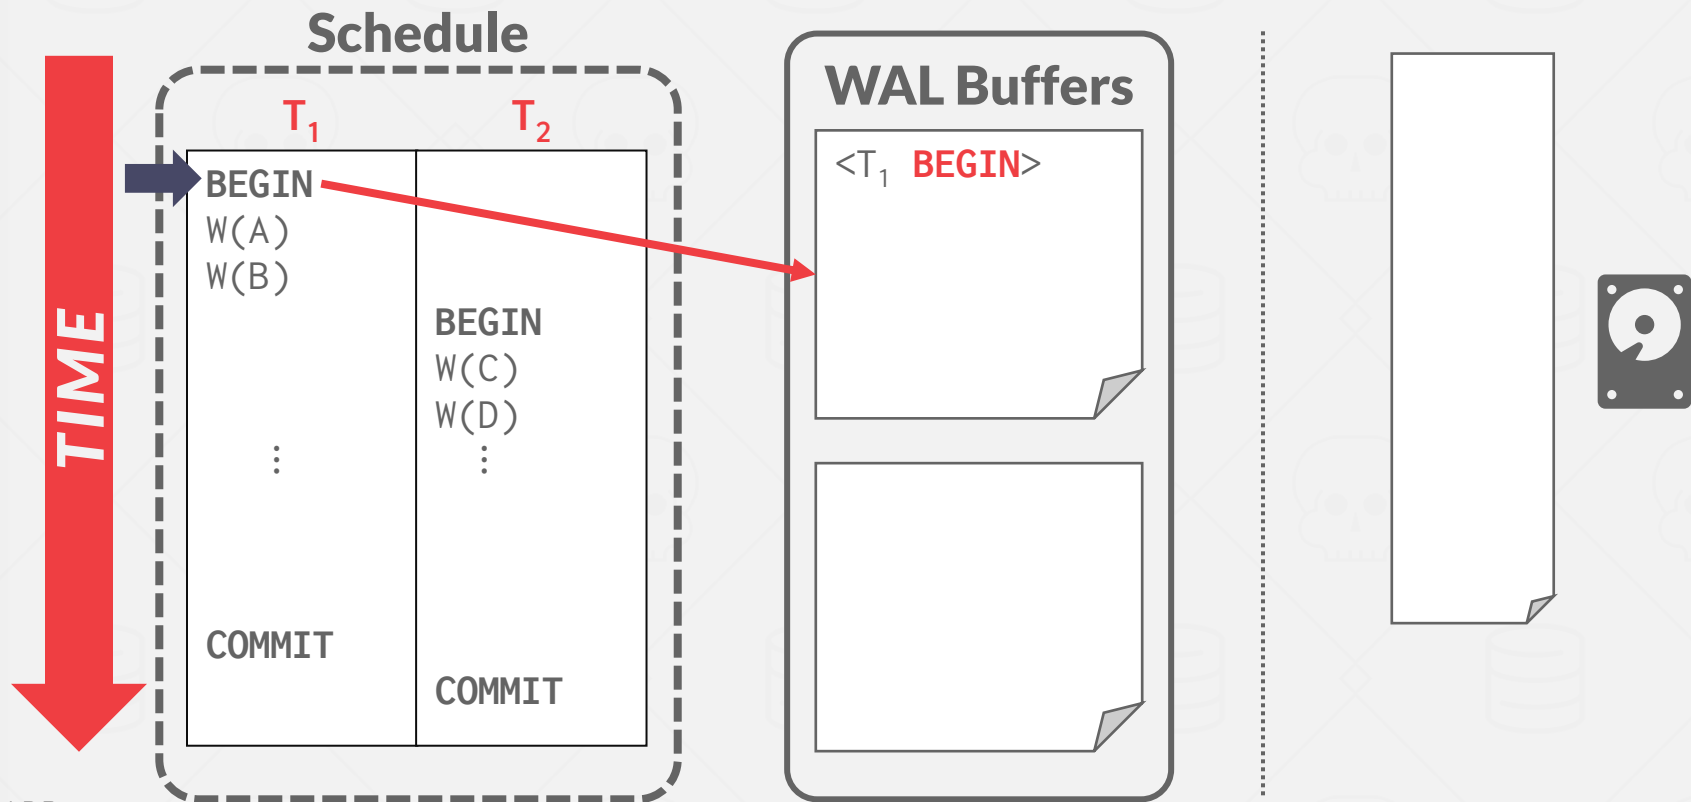 Schedule
WAL Buffers
TIME
T₁ T₂
BEGIN
W(A)
W(B)
⋮
COMMIT
BEGIN
W(C)
W(D)
⋮
COMMIT
<T₁ BEGIN>